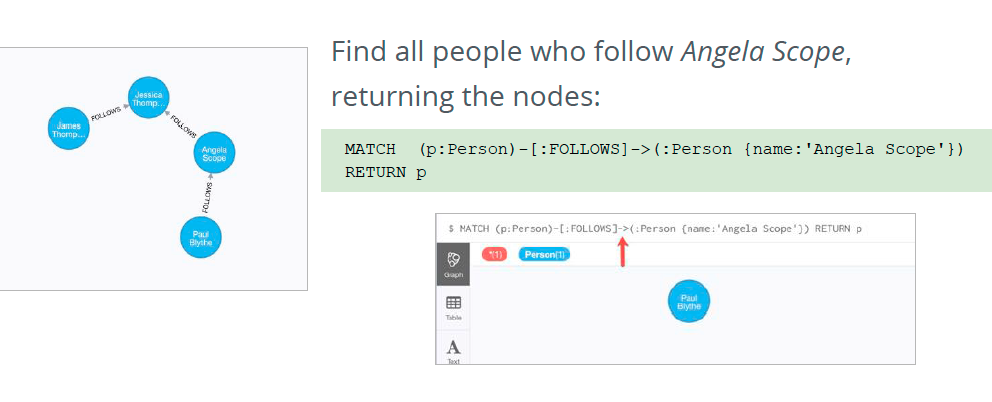 Find all people who follow Angela Scope,
returning the nodes:
MATCH (p:Person)-[:FOLLOWS]->(:Person {name:'Angela Scope'})
RETURN p
Jessica
Thomp...
James
Thomp...
Angela
Scope
Paul
Blythe
FOLLOWS
FOLLOWS
FOLLOWS
$ MATCH (p:Person)-[:FOLLOWS]->(:Person {name:'Angela Scope'}) RETURN p
*(1) Person(1)
Graph
Table
A
Text
Paul
Blythe